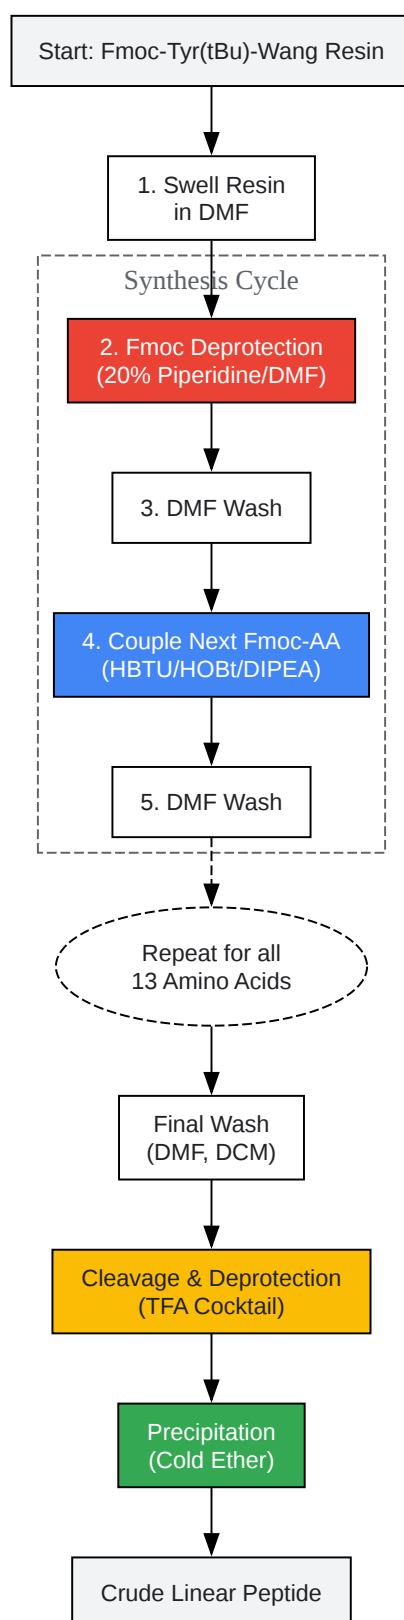 Start: Fmoc-Tyr(tBu)-Wang Resin
1. Swell Resin
in DMF
Synthesis Cycle
2. Fmoc Deprotection
(20% Piperidine/DMF)
3. DMF Wash
4. Couple Next Fmoc-AA
(HBTU/HOBt/DIPEA)
5. DMF Wash
Repeat for all
13 Amino Acids
Final Wash
(DMF, DCM)
Cleavage & Deprotection
(TFA Cocktail)
Precipitation
(Cold Ether)
Crude Linear Peptide